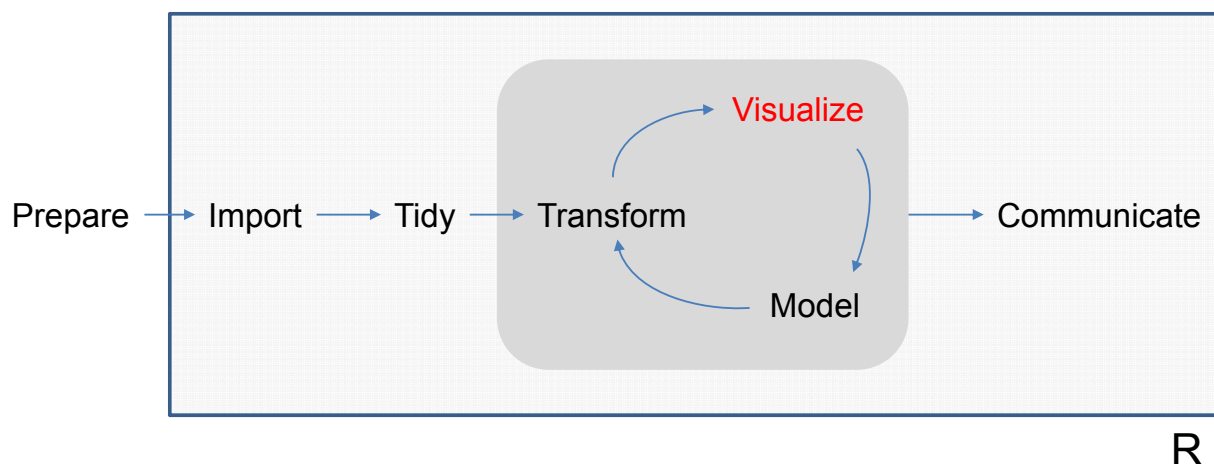 Visualize
Prepare
Import
Tidy
Transform
Communicate
Model
R